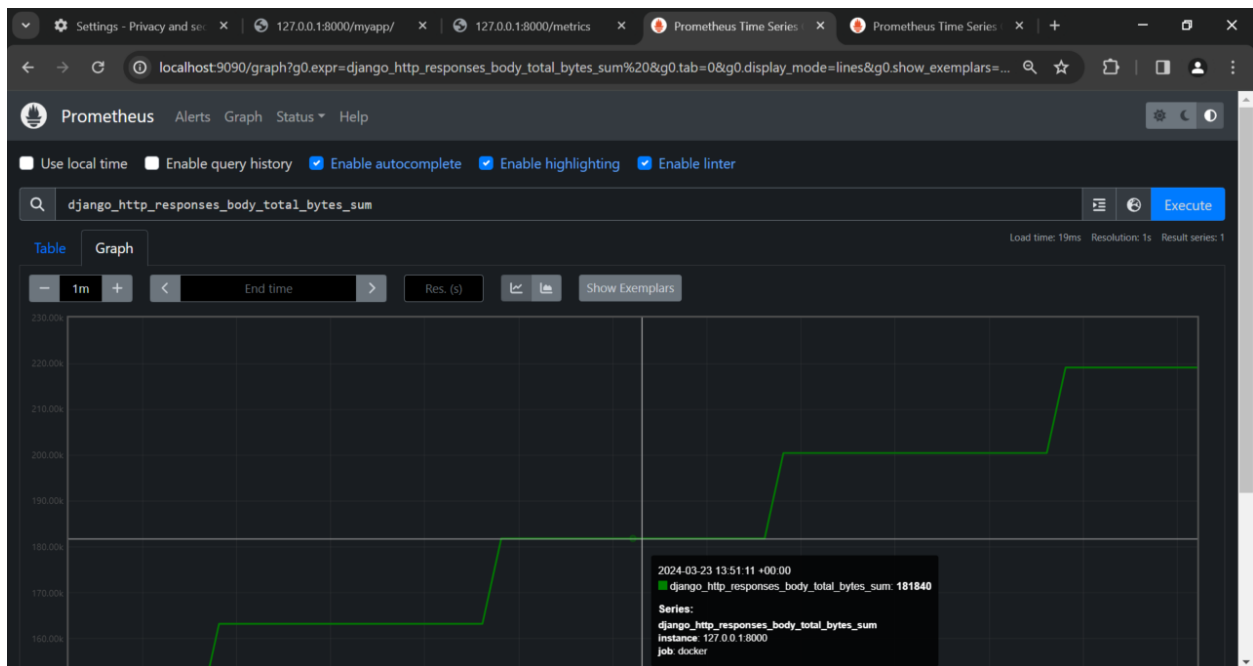 Settings - Privacy and sec
127.0.0.1:8000/myapp/
127.0.0.1:8000/metrics
Prometheus Time Series
Prometheus Time Series
localhost:9090/graph?g0.expr=django_http_responses_body_total_bytes_sum%20&g0.tab=0&g0.display_mode=lines&g0.show_exemplars=...
Prometheus Alerts Graph Status Help
Use local time Enable query history Enable autocomplete Enable highlighting Enable linter
django_http_responses_body_total_bytes_sum Execute
Table Graph Load time: 19ms Resolution: 1s Result series: 1
1m End time Res. (s) Show Exemplars
230.00k
220.00k
210.00k
200.00k
190.00k
180.00k
170.00k
160.00k
2024-03-23 13:51:11 +00:00
django_http_responses_body_total_bytes_sum: 181840
Series:
django_http_responses_body_total_bytes_sum
instance: 127.0.0.1:8000
job: docker